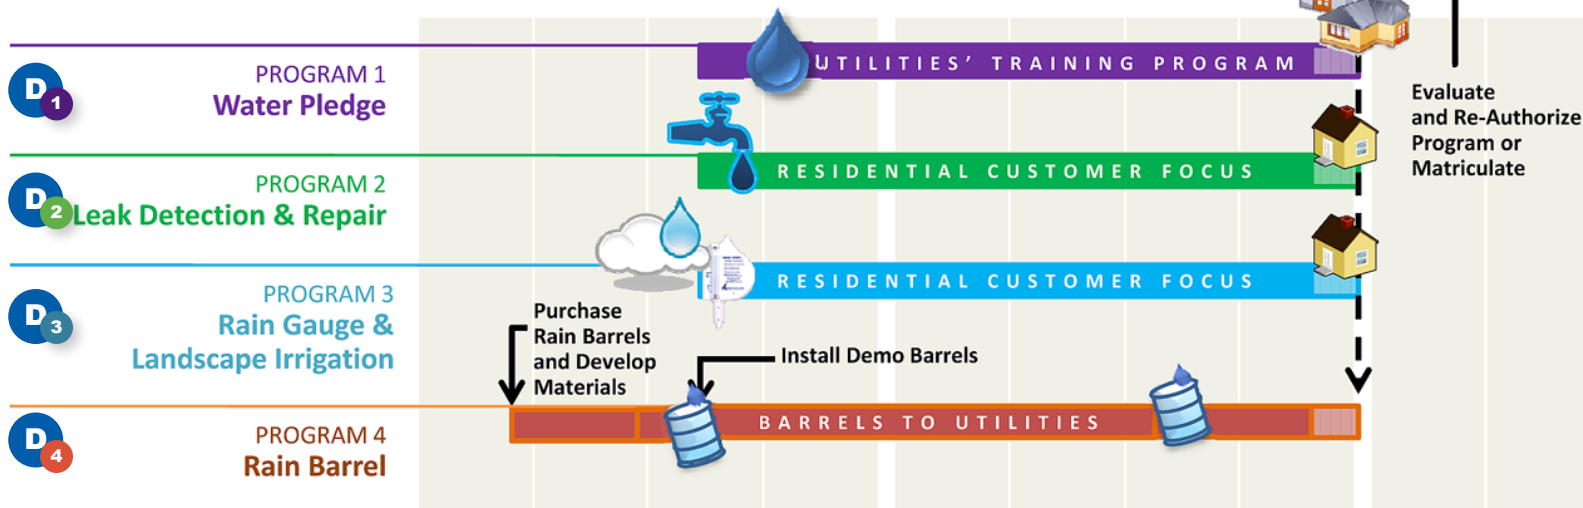 D
1
PROGRAM 1
Water Pledge
UTILITIES' TRAINING PROGRAM
Evaluate
and Re-Authorize
Program or
Matriculate
D
2
PROGRAM 2
Leak Detection & Repair
RESIDENTIAL CUSTOMER FOCUS
D
3
PROGRAM 3
Rain Gauge &
Landscape Irrigation
RESIDENTIAL CUSTOMER FOCUS
Purchase
Rain Barrels
and Develop
Materials
Install Demo Barrels
D
4
PROGRAM 4
Rain Barrel
BARRELS TO UTILITIES